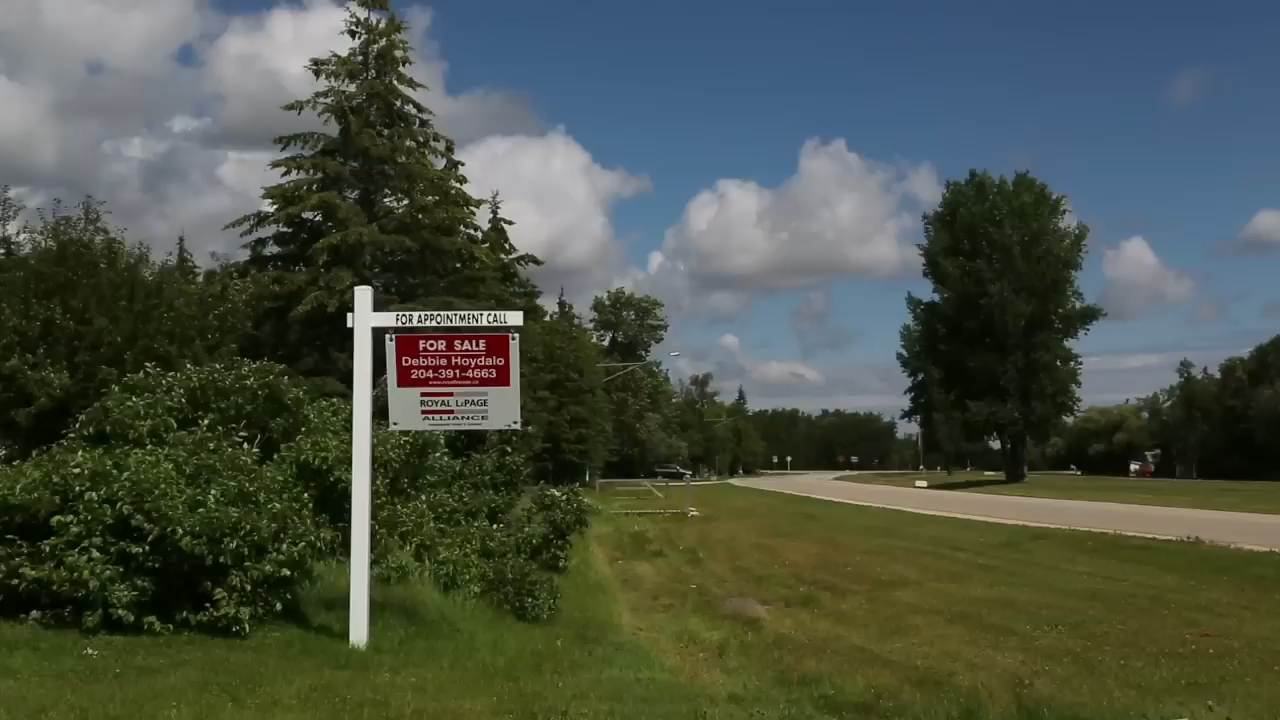 FOR APPOINTMENT CALL
FOR SALE
Debbie Hoydalo
204-391-4663
ROYAL LEPAGE
ALLIANCE